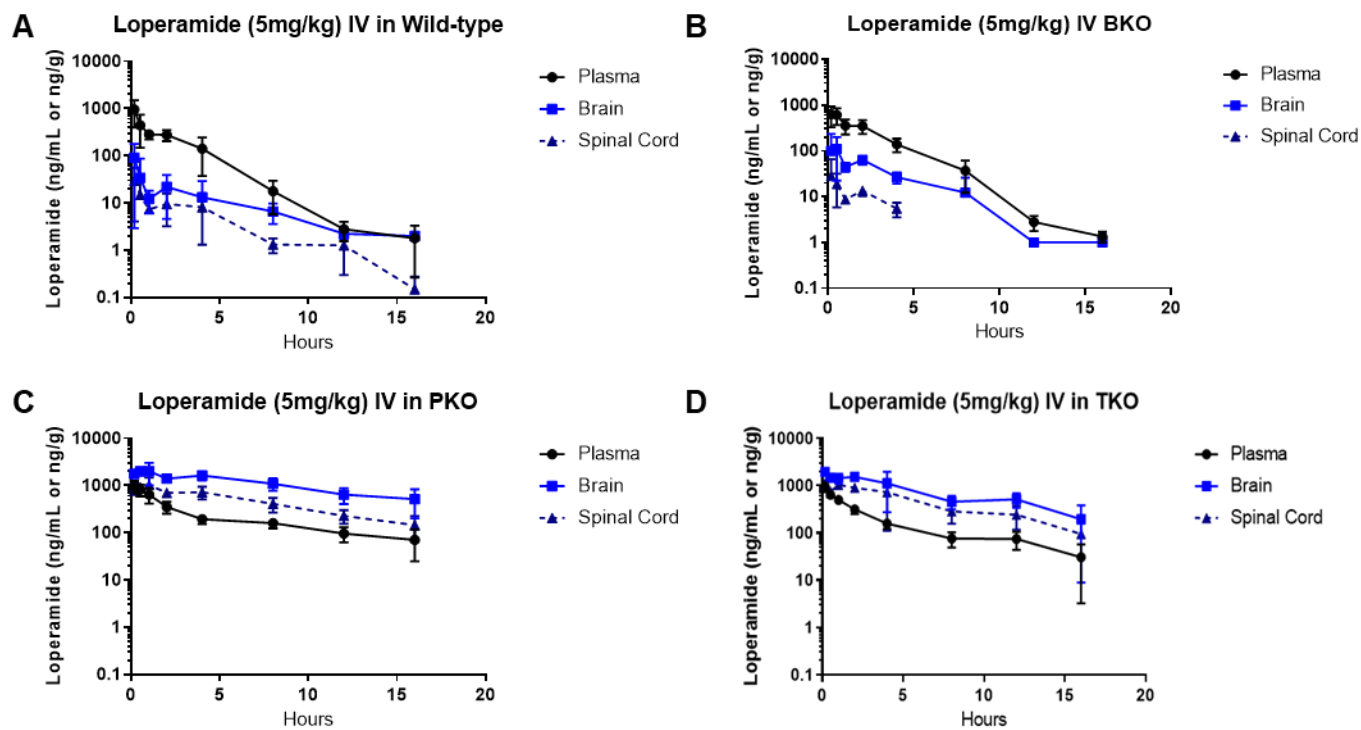 A
Loperamide (5mg/kg) IV in Wild-type
Loperamide (ng/mL or ng/g)
10000
1000
100
10
1
0.1
0
5
10
15
20
Hours
Plasma
Brain
Spinal Cord
B
Loperamide (5mg/kg) IV BKO
Loperamide (ng/mL or ng/g)
10000
1000
100
10
1
0.1
0
5
10
15
20
Hours
Plasma
Brain
Spinal Cord
C
Loperamide (5mg/kg) IV in PKO
Loperamide (ng/mL or ng/g)
10000
1000
100
10
1
0.1
0
5
10
15
20
Hours
Plasma
Brain
Spinal Cord
D
Loperamide (5mg/kg) IV in TKO
Loperamide (ng/mL or ng/g)
10000
1000
100
10
1
0.1
0
5
10
15
20
Hours
Plasma
Brain
Spinal Cord